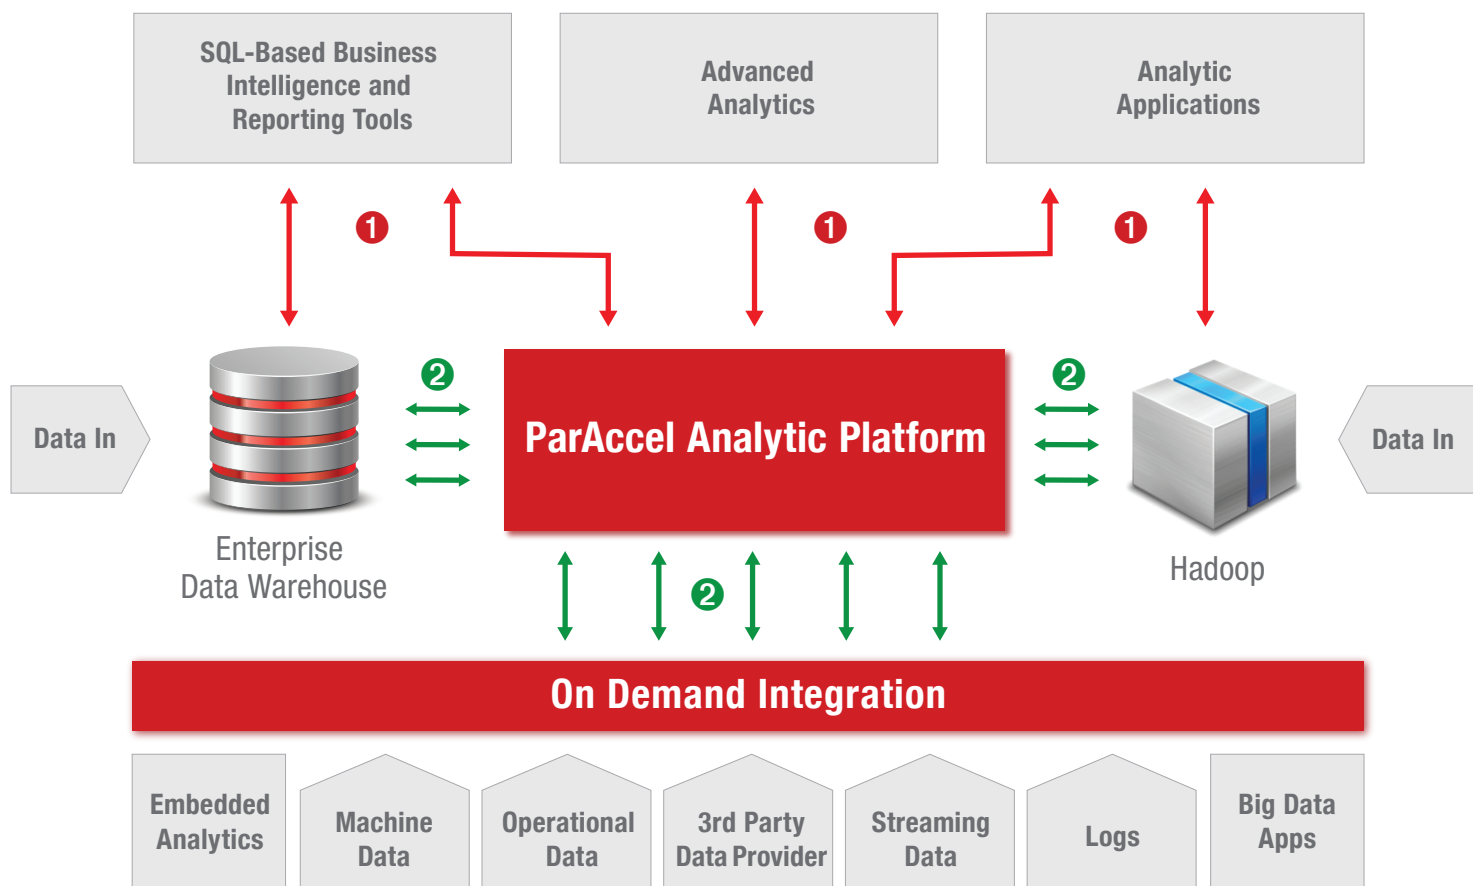 SQL-Based Business
Intelligence and
Reporting Tools
Advanced
Analytics
Analytic
Applications
1
1
1
2
2
Data In
ParAccel Analytic Platform
Data In
Enterprise
Data Warehouse
Hadoop
2
On Demand Integration
Embedded
Analytics
Machine
Data
Operational
Data
3rd Party
Data Provider
Streaming
Data
Logs
Big Data
Apps